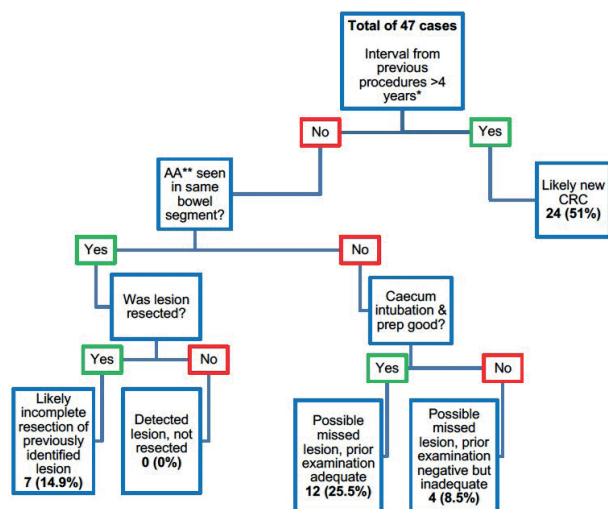 Total of 47 cases
Interval from
previous
procedures >4
years*
No
Yes
AA** seen
in same
bowel
segment?
Likely new
CRC
24 (51%)
Yes
No
Was lesion
resected?
Caecum
intubation &
prep good?
Yes
No
Yes
No
Likely
incomplete
resection of
previously
identified
lesion
7 (14.9%)
Detected
lesion, not
resected
0 (0%)
Possible
missed
lesion, prior
examination
adequate
12 (25.5%)
Possible
missed
lesion, prior
examination
negative but
inadequate
4 (8.5%)